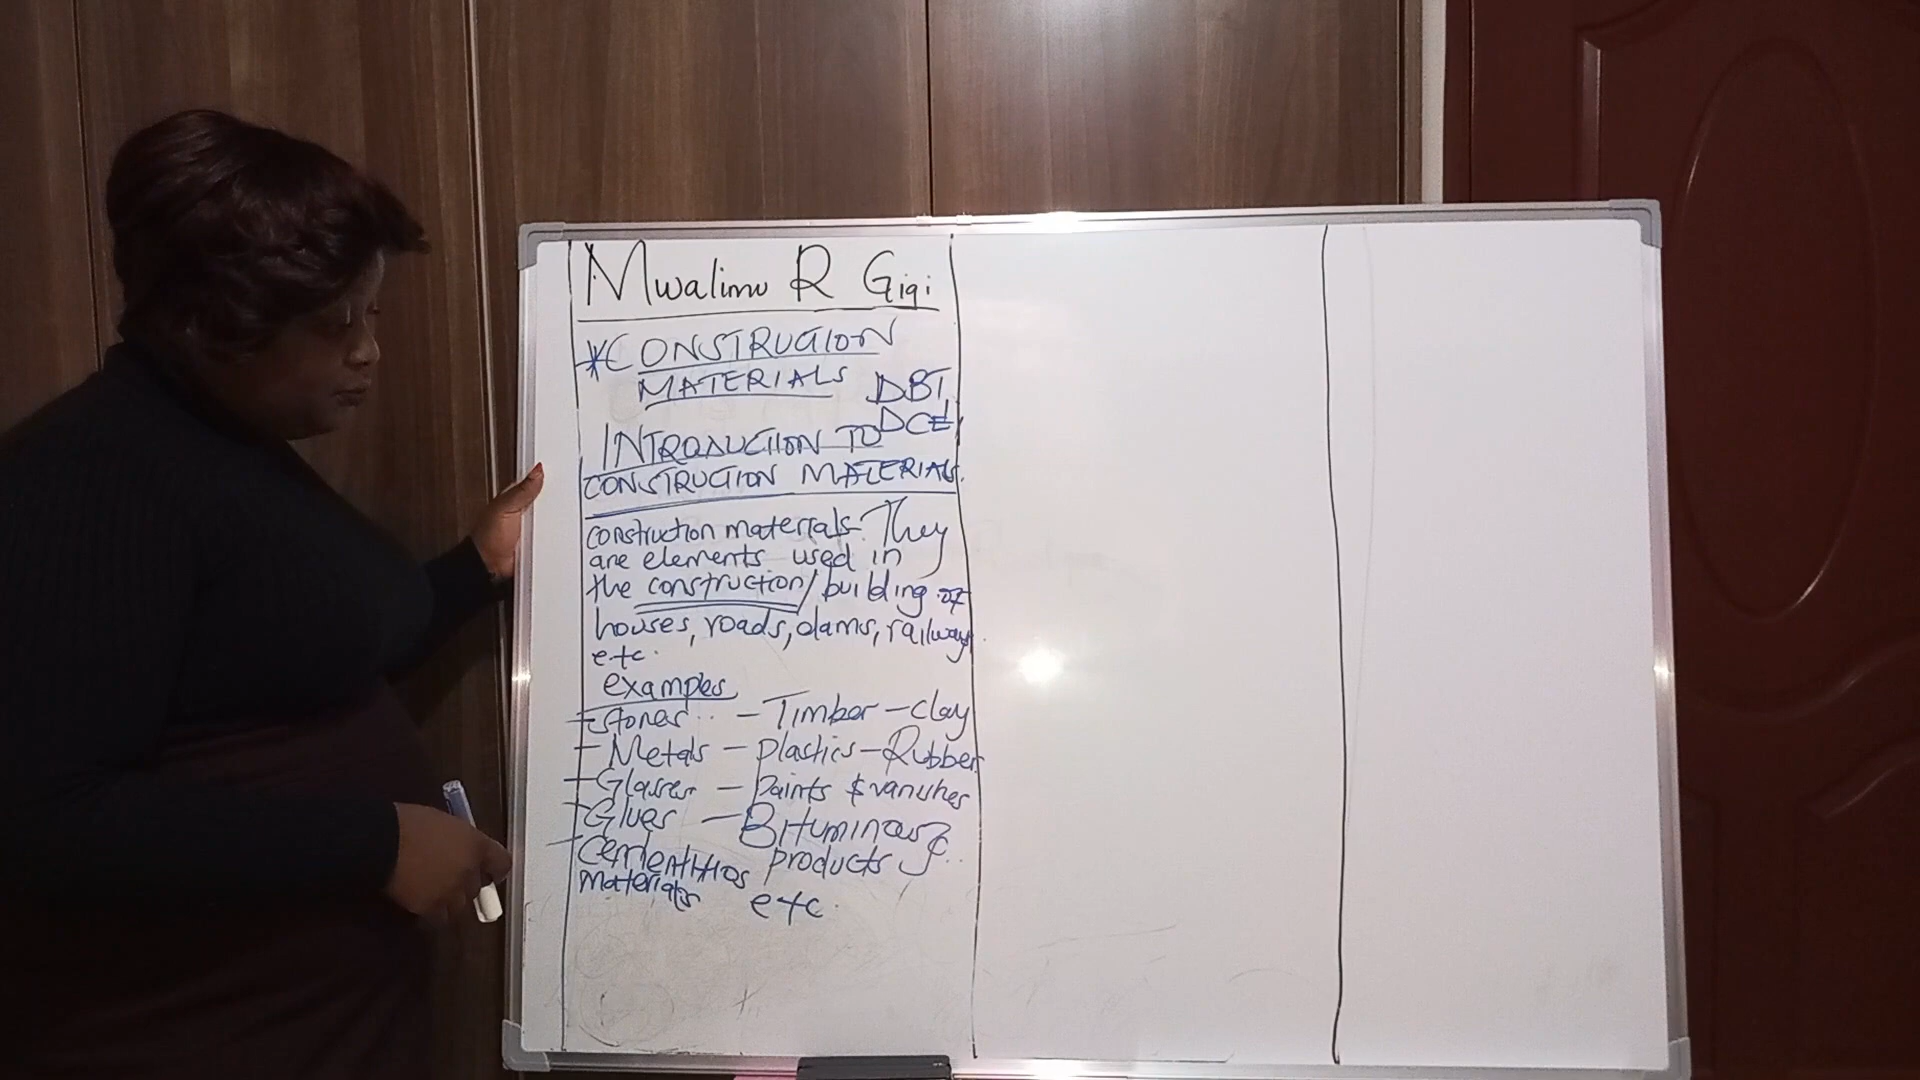 Mwalimu R Gigi
*CONSTRUCTION
MATERIALS DBT
DCE
INTRODUCTION TO
CONSTRUCTION MATERIALS.
construction materials: They
are elements used in
the construction/building of
houses, roads, dams, railways
etc.
examples
- Stones - Timber - clay
- Metals - plastics - Rubber
- Glasses - paints & vanishes
- Glues - Bituminous
- Cementitios products
materials etc.